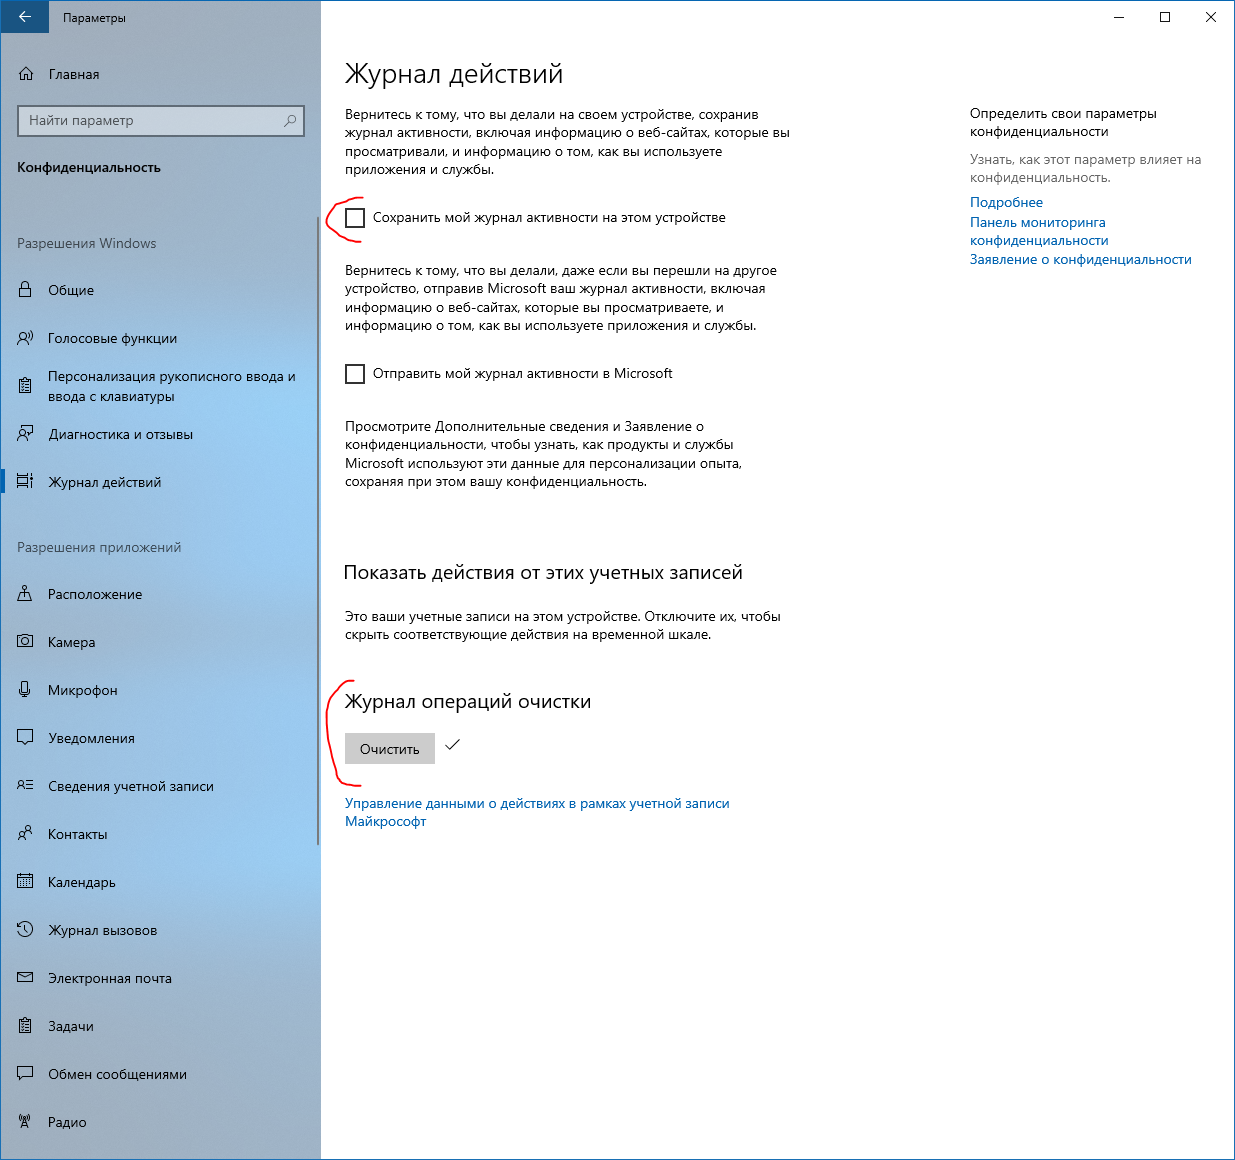 Параметры
Главная
Найти параметр
Конфиденциальность
Разрешения Windows
Общие
Голосовые функции
Персонализация рукописного ввода и
ввода с клавиатуры
Диагностика и отзывы
Журнал действий
Разрешения приложений
Расположение
Камера
Микрофон
Уведомления
Сведения учетной записи
Контакты
Календарь
Журнал вызовов
Электронная почта
Задачи
Обмен сообщениями
Радио
Журнал действий
Вернитесь к тому, что вы делали на своем устройстве, сохранив
журнал активности, включая информацию о веб-сайтах, которые вы
просматривали, и информацию о том, как вы используете
приложения и службы.
Сохранить мой журнал активности на этом устройстве
Вернитесь к тому, что вы делали, даже если вы перешли на другое
устройство, отправив Microsoft ваш журнал активности, включая
информацию о веб-сайтах, которые вы просматриваете, и
информацию о том, как вы используете приложения и службы.
Отправить мой журнал активности в Microsoft
Просмотрите Дополнительные сведения и Заявление о
конфиденциальности, чтобы узнать, как продукты и службы
Microsoft используют эти данные для персонализации опыта,
сохраняя при этом вашу конфиденциальность.
Показать действия от этих учетных записей
Это ваши учетные записи на этом устройстве. Отключите их, чтобы
скрыть соответствующие действия на временной шкале.
Журнал операций очистки
Очистить
Управление данными о действиях в рамках учетной записи
Майкрософт
Определить свои параметры
конфиденциальности
Узнать, как этот параметр влияет на
конфиденциальность.
Подробнее
Панель мониторинга
конфиденциальности
Заявление о конфиденциальности